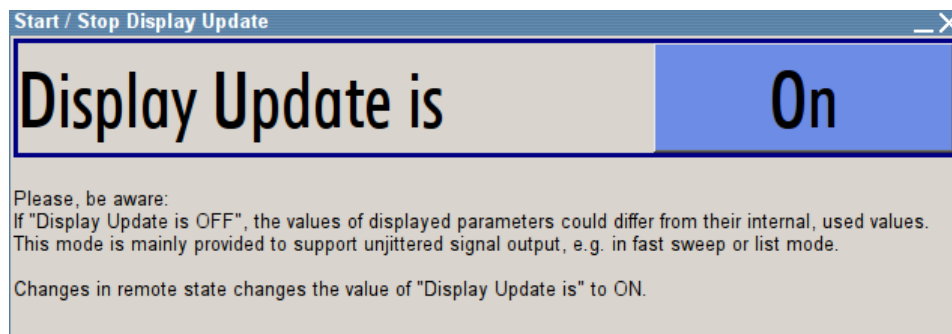 Start / Stop Display Update
Display Update is On
Please, be aware:
If "Display Update is OFF", the values of displayed parameters could differ from their internal, used values.
This mode is mainly provided to support unjittered signal output, e.g. in fast sweep or list mode.
Changes in remote state changes the value of "Display Update is" to ON.